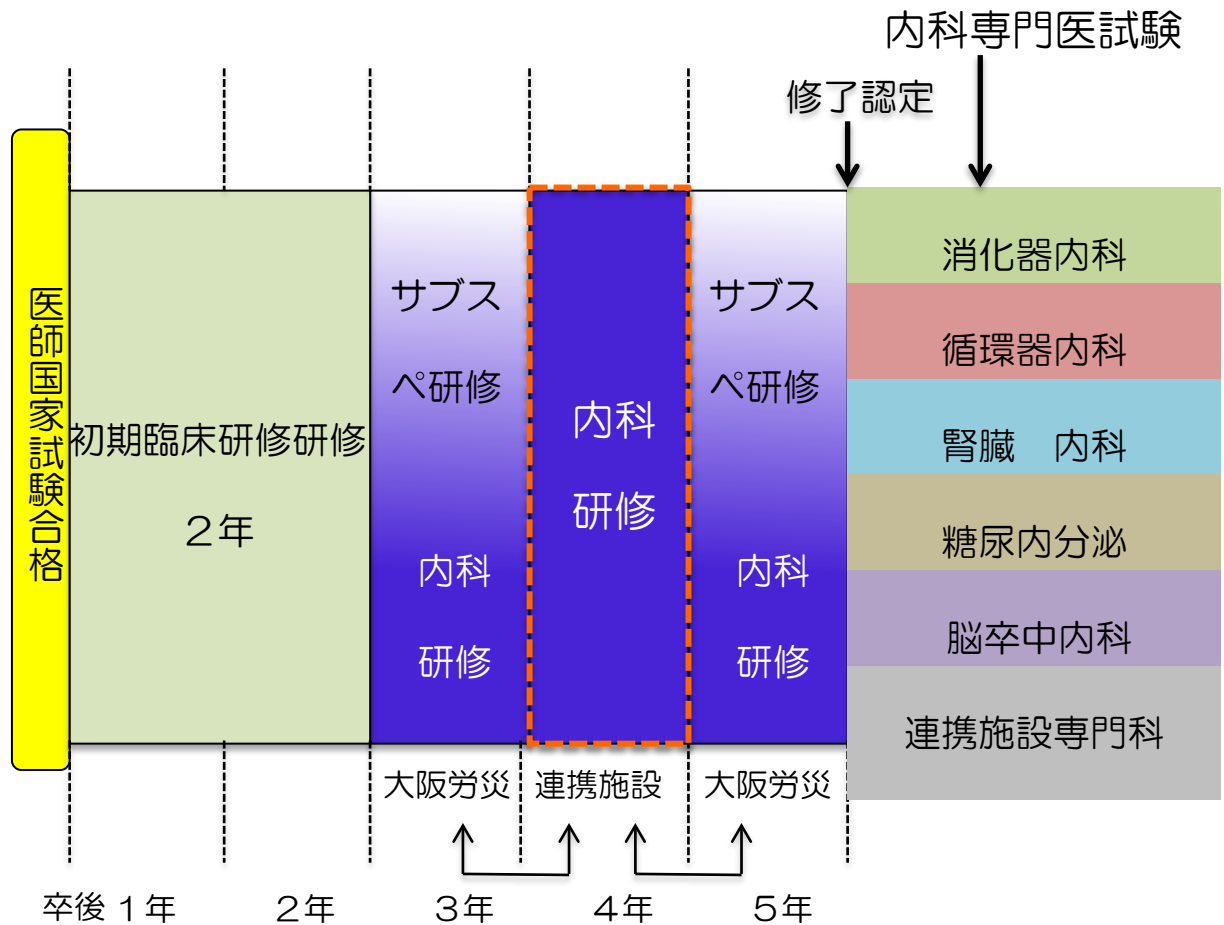 内科専門医試験
修了認定
医師国家試験合格
初期臨床研修研修
２年
サブス
ペ研修
内科
研修
内科
研修
サブス
ペ研修
内科
研修
消化器内科
循環器内科
腎臓　内科
糖尿内分泌
脳卒中内科
連携施設専門科
大阪労災
連携施設
大阪労災
卒後１年
２年
３年
４年
５年